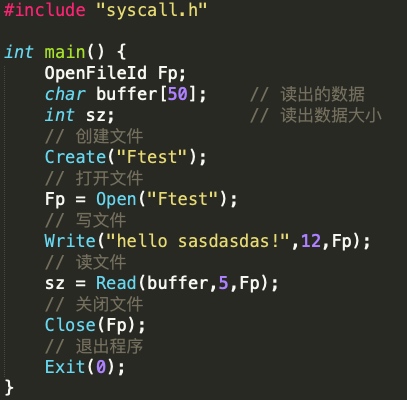 #include "syscall.h"
int main() {
OpenFileId Fp;
char buffer[50];    // 读出的数据
int sz;             // 读出数据大小
// 创建文件
Create("Ftest");
// 打开文件
Fp = Open("Ftest");
// 写文件
Write("hello sasdasdas!",12,Fp);
// 读文件
sz = Read(buffer,5,Fp);
// 关闭文件
Close(Fp);
// 退出程序
Exit(0);
}